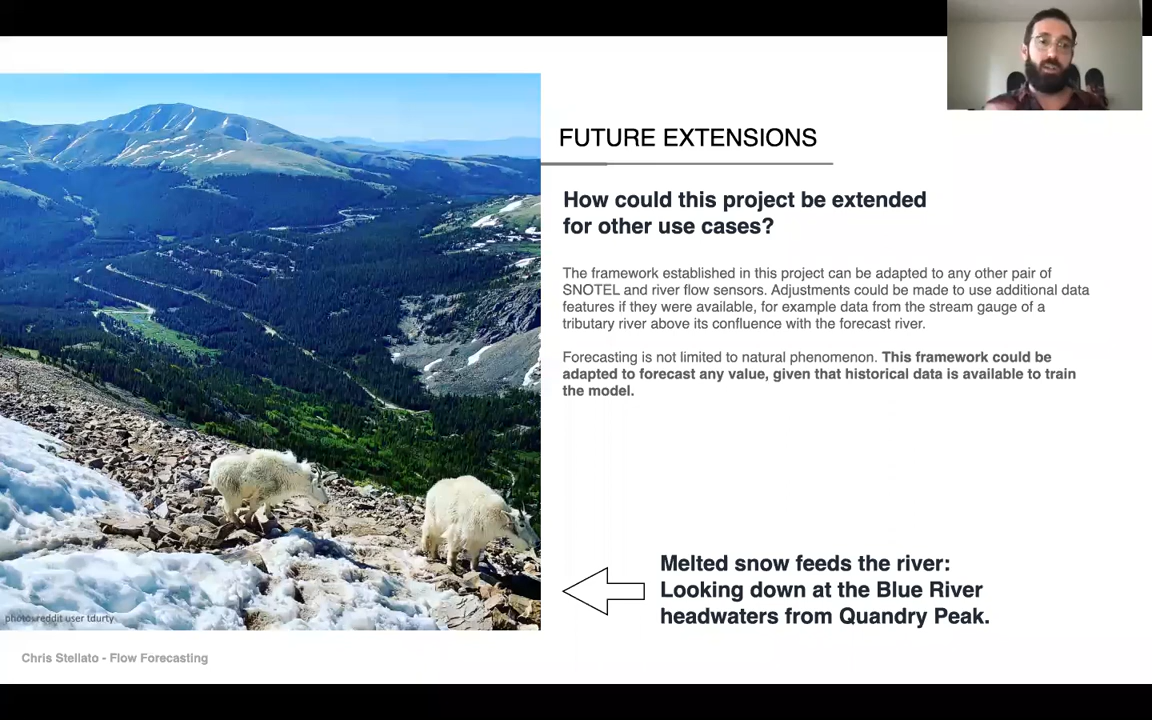 FUTURE EXTENSIONS
How could this project be extended
for other use cases?
The framework established in this project can be adapted to any other pair of
SNOTEL and river flow sensors. Adjustments could be made to use additional data
features if they were available, for example data from the stream gauge of a
tributary river above its confluence with the forecast river.
Forecasting is not limited to natural phenomenon. This framework could be
adapted to forecast any value, given that historical data is available to train
the model.
Melted snow feeds the river:
Looking down at the Blue River
headwaters from Quandry Peak.
photo: reddit user tdurty
Chris Stellato - Flow Forecasting